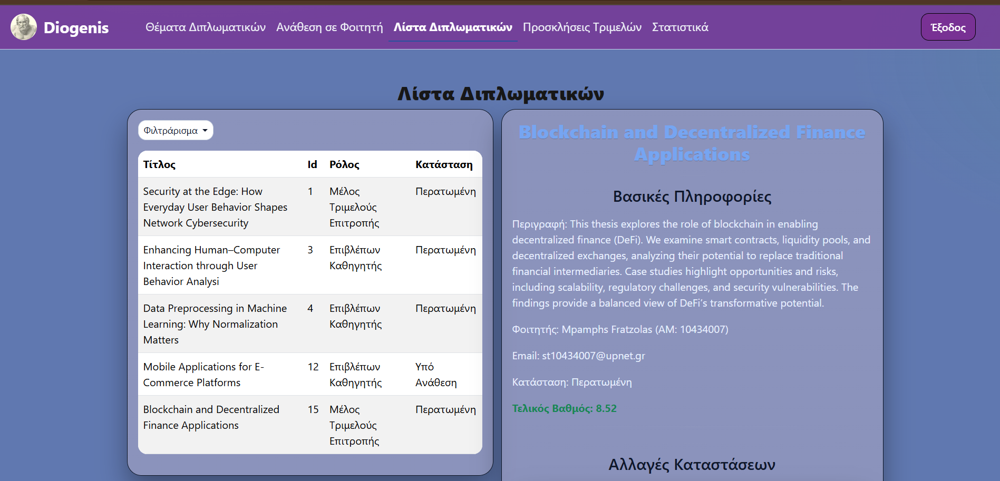 Diogenis
Θέματα Διπλωματικών
Ανάθεση σε Φοιτητή
Λίστα Διπλωματικών
Προσκλήσεις Τριμελών
Στατιστικά
Έξοδος
Λίστα Διπλωματικών
Φιλτράρισμα
Τίτλος Id Ρόλος Κατάσταση
Security at the Edge: How 1 Μέλος Περατωμένη
Everyday User Behavior Shapes Τριμελούς
Network Cybersecurity Επιτροπής
Enhancing Human–Computer 3 Επιβλέπων Περατωμένη
Interaction through User Καθηγητής
Behavior Analysi
Data Preprocessing in Machine 4 Επιβλέπων Περατωμένη
Learning: Why Normalization Καθηγητής
Matters
Mobile Applications for E- 12 Επιβλέπων Υπό
Commerce Platforms Καθηγητής Ανάθεση
Blockchain and Decentralized 15 Μέλος Περατωμένη
Finance Applications Τριμελούς
Επιτροπής
Blockchain and Decentralized Finance
Applications
Βασικές Πληροφορίες
Περιγραφή: This thesis explores the role of blockchain in enabling
decentralized finance (DeFi). We examine smart contracts, liquidity pools, and
decentralized exchanges, analyzing their potential to replace traditional
financial intermediaries. Case studies highlight opportunities and risks,
including scalability, regulatory challenges, and security vulnerabilities. The
findings provide a balanced view of DeFi’s transformative potential.
Φοιτητής: Mpamphs Fratzolas (ΑΜ: 10434007)
Email: st10434007@upnet.gr
Κατάσταση: Περατωμένη
Τελικός Βαθμός: 8.52
Αλλαγές Καταστάσεων